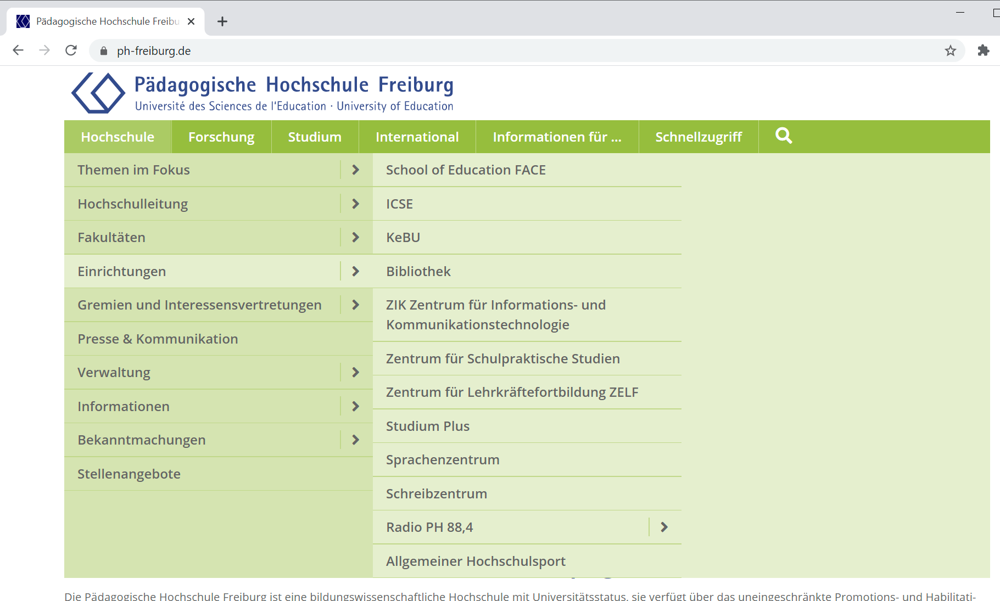 Pädagogische Hochschule Freibu
ph-freiburg.de
Pädagogische Hochschule Freiburg
Université des Sciences de l'Education · University of Education
Hochschule Forschung Studium International Informationen für ... Schnellzugriff
Themen im Fokus
Hochschulleitung
Fakultäten
Einrichtungen
Gremien und Interessensvertretungen
Presse & Kommunikation
Verwaltung
Informationen
Bekanntmachungen
Stellenangebote
School of Education FACE
ICSE
KeBU
Bibliothek
ZIK Zentrum für Informations- und
Kommunikationstechnologie
Zentrum für Schulpraktische Studien
Zentrum für Lehrkräftefortbildung ZELF
Studium Plus
Sprachenzentrum
Schreibzentrum
Radio PH 88,4
Allgemeiner Hochschulsport
Die Pädagogische Hochschule Freiburg ist eine bildungswissenschaftliche Hochschule mit Universitätsstatus, sie verfügt über das uneingeschränkte Promotions- und Habilitati-